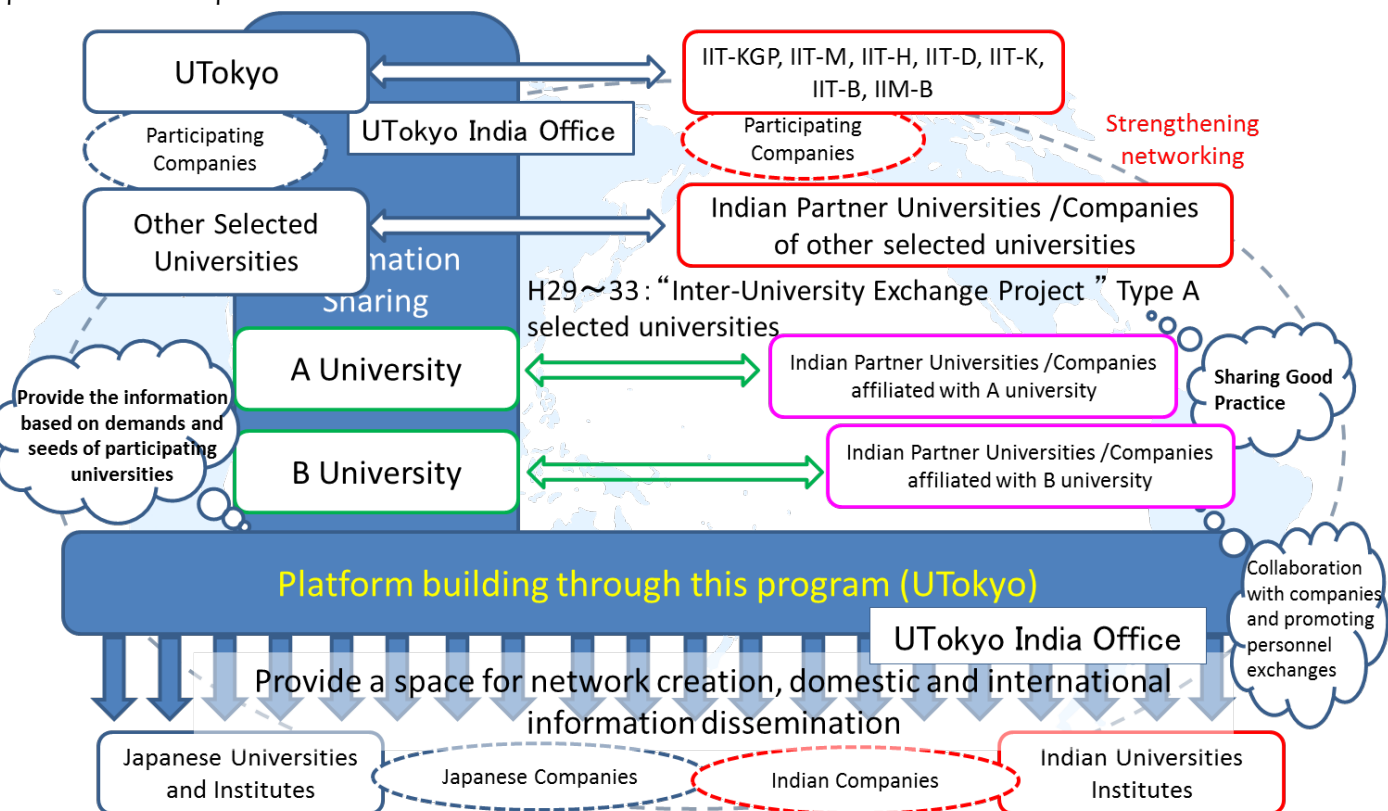 UTokyo
IIT-KGP, IIT-M, IIT-H, IIT-D, IIT-K,
IIT-B, IIM-B
UTokyo India Office
Participating
Companies
Participating
Companies
Strengthening
networking
Other Selected
Universities
Indian Partner Universities /Companies
of other selected universities
mation
Sharing
H29～33 : “Inter-University Exchange Project ” Type A
selected universities
A University
Indian Partner Universities /Companies
affiliated with A university
Sharing Good
Practice
Provide the information
based on demands and
seeds of participating
universities
B University
Indian Partner Universities /Companies
affiliated with B university
Platform building through this program (UTokyo)
Collaboration
with companies
and promoting
personnel
exchanges
UTokyo India Office
Provide a space for network creation, domestic and international
information dissemination
Japanese Universities
and Institutes
Japanese Companies
Indian Companies
Indian Universities
Institutes